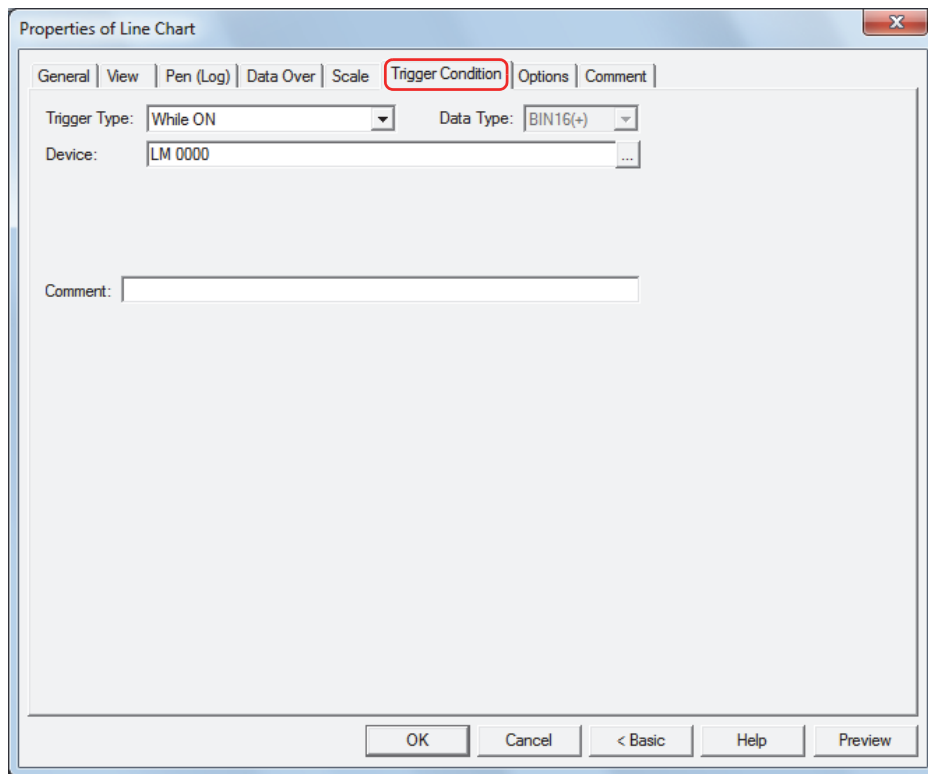 Properties of Line Chart
General View Pen (Log) Data Over Scale Trigger Condition Options Comment
Trigger Type: While ON Data Type: BIN16(+)
Device: LM 0000 ...
Comment:
OK Cancel < Basic Help Preview